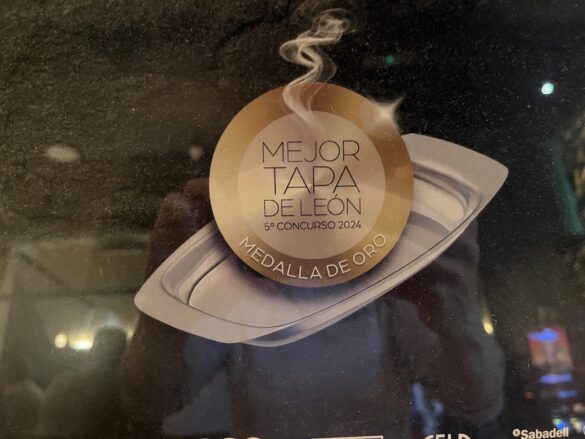 MEJOR
TAPA
DE LEÓN
5º CONCURSO 2024
MEDALLA DE ORO
Sabadell